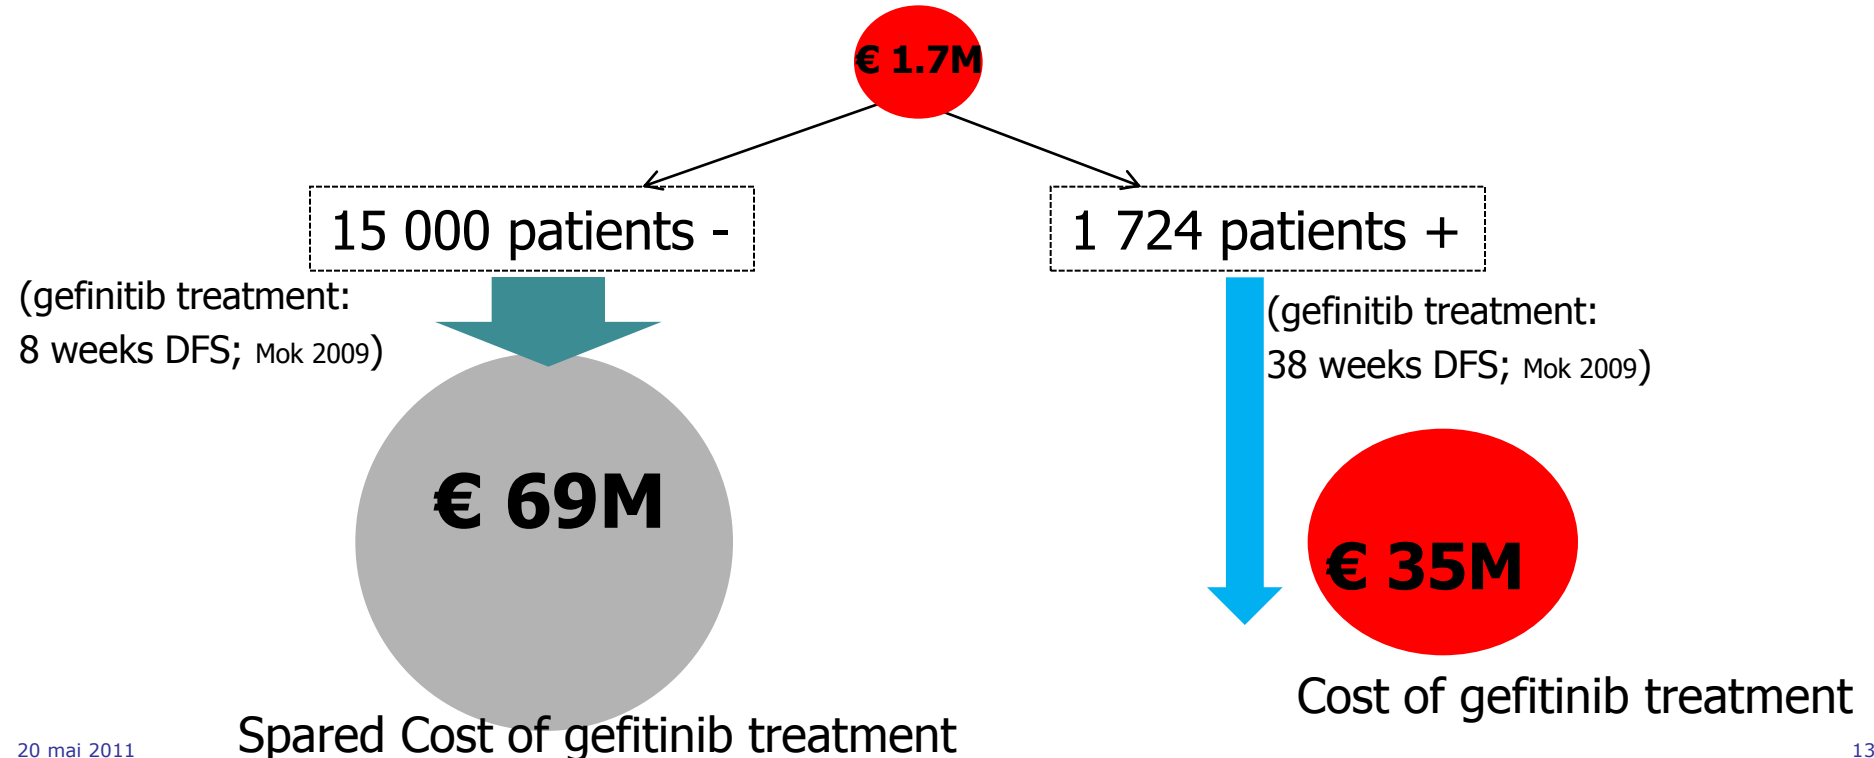 € 1.7M
15 000 patients -
1 724 patients +
(gefinitib treatment:
8 weeks DFS; Mok 2009)
(gefinitib treatment:
38 weeks DFS; Mok 2009)
€ 69M
€ 35M
Cost of gefitinib treatment
Spared Cost of gefitinib treatment
20 mai 2011
13